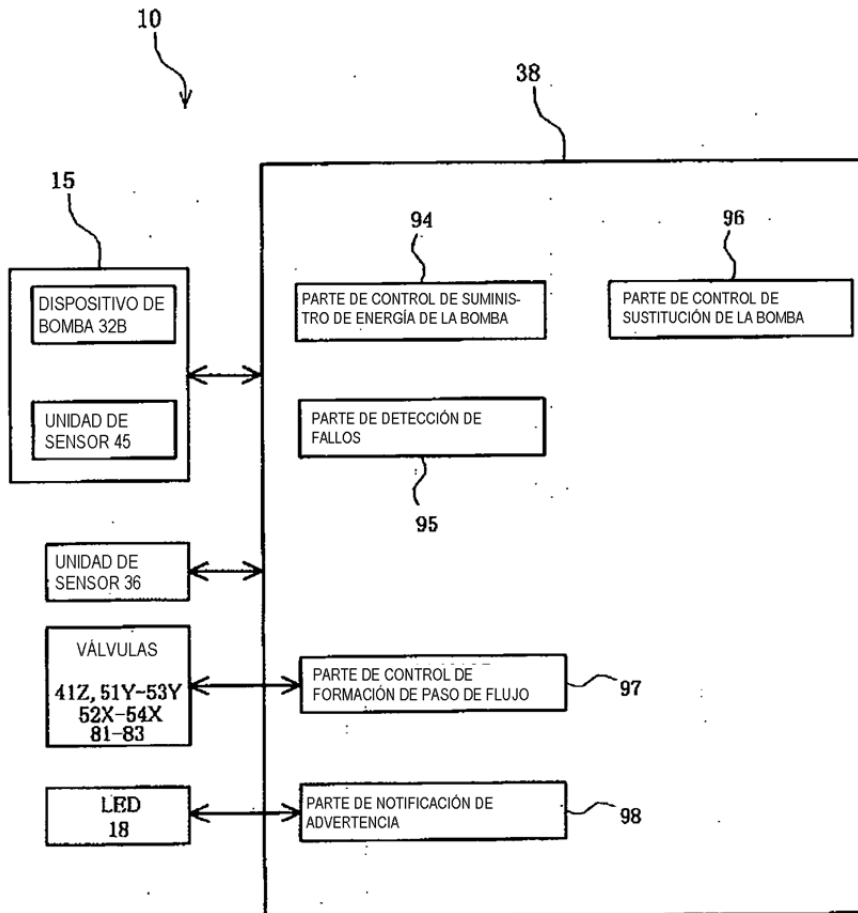 10
38
15
94
96
DISPOSITIVO DE
BOMBA 32B
PARTE DE CONTROL DE SUMINIS-
TRO DE ENERGÍA DE LA BOMBA
PARTE DE CONTROL DE
SUSTITUCIÓN DE LA BOMBA
UNIDAD DE
SENSOR 45
PARTE DE DETECCIÓN DE
FALLOS
95
UNIDAD DE
SENSOR 36
VÁLVULAS
41Z, 51Y-53Y
52X-54X
81-83
PARTE DE CONTROL DE
FORMACIÓN DE PASO DE FLUJO
97
LED
18
PARTE DE NOTIFICACIÓN DE
ADVERTENCIA
98